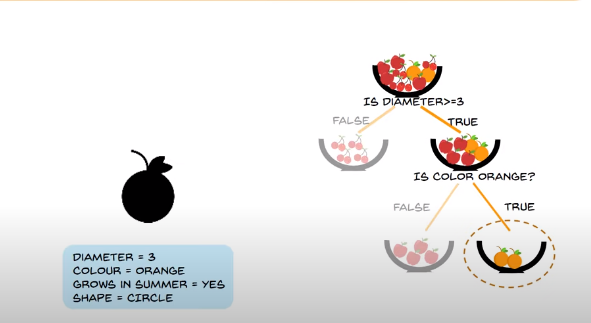 IS DIAMETER>=3
FALSE
TRUE
IS COLOR ORANGE?
FALSE
TRUE
DIAMETER = 3
COLOUR = ORANGE
GROWS IN SUMMER = YES
SHAPE = CIRCLE